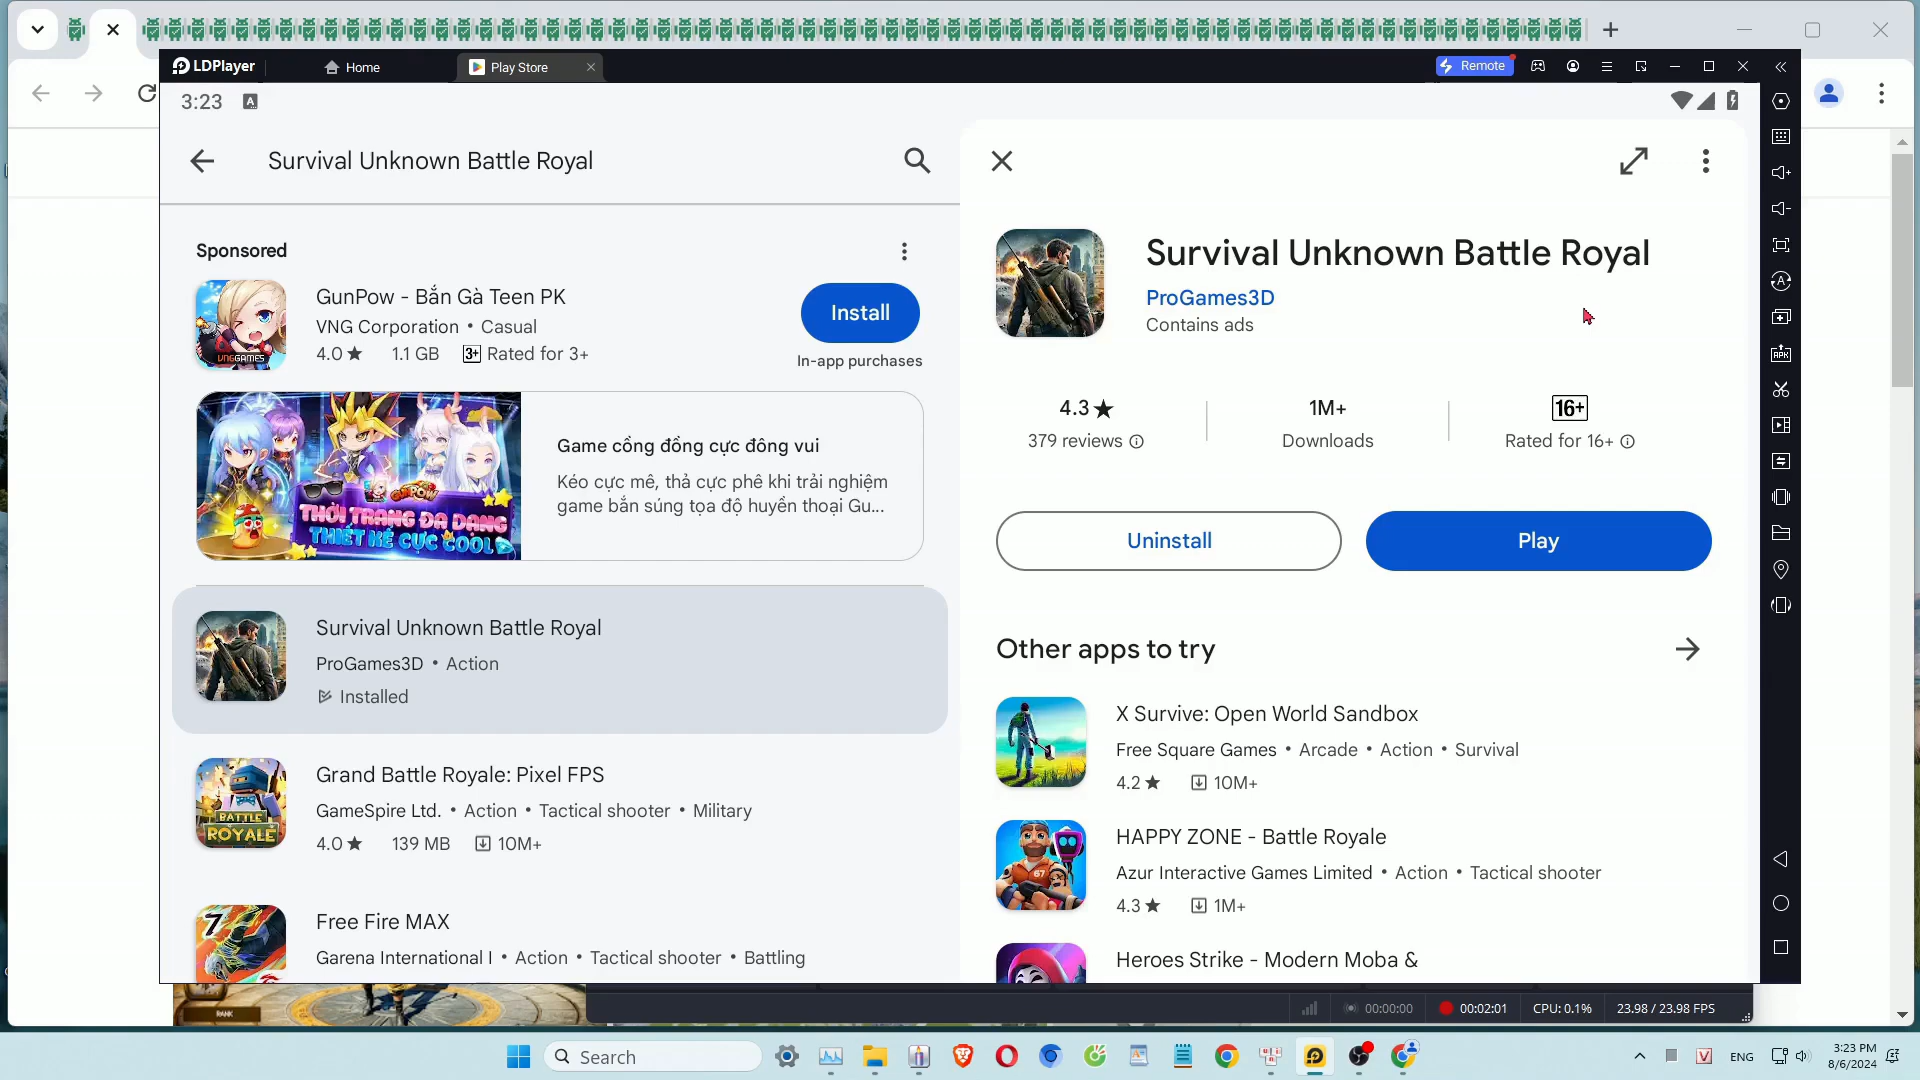 LDPlayer
Home
Play Store
Remote
3:23
A
Survival Unknown Battle Royal
Sponsored
GunPow - Bắn Gà Teen PK
VNG Corporation • Casual
4.0★ 1.1 GB 3+ Rated for 3+
Install
In-app purchases
VNGGAMES
Game cồng đồng cực đông vui
Kéo cực mê, thả cực phê khi trải nghiệm
game bắn súng tọa độ huyền thoại Gu...
GUNPOW
THỜI TRANG ĐA DẠNG
THIẾT KẾ CỰC COOL
Survival Unknown Battle Royal
ProGames3D • Action
Installed
Grand Battle Royale: Pixel FPS
GameSpire Ltd. • Action • Tactical shooter • Military
4.0★ 139 MB 10M+
BATTLE
ROYALE
Free Fire MAX
Garena International I • Action • Tactical shooter • Battling
7
Survival Unknown Battle Royal
ProGames3D
Contains ads
4.3★
379 reviews
1M+
Downloads
16+
Rated for 16+
Uninstall
Play
Other apps to try
X Survive: Open World Sandbox
Free Square Games • Arcade • Action • Survival
4.2★ 10M+
HAPPY ZONE - Battle Royale
Azur Interactive Games Limited • Action • Tactical shooter
4.3★ 1M+
67
Heroes Strike - Modern Moba &
APK
RANK
00:00:00
00:02:01
CPU: 0.1%
23.98 / 23.98 FPS
Search
ENG
3:23 PM
8/6/2024